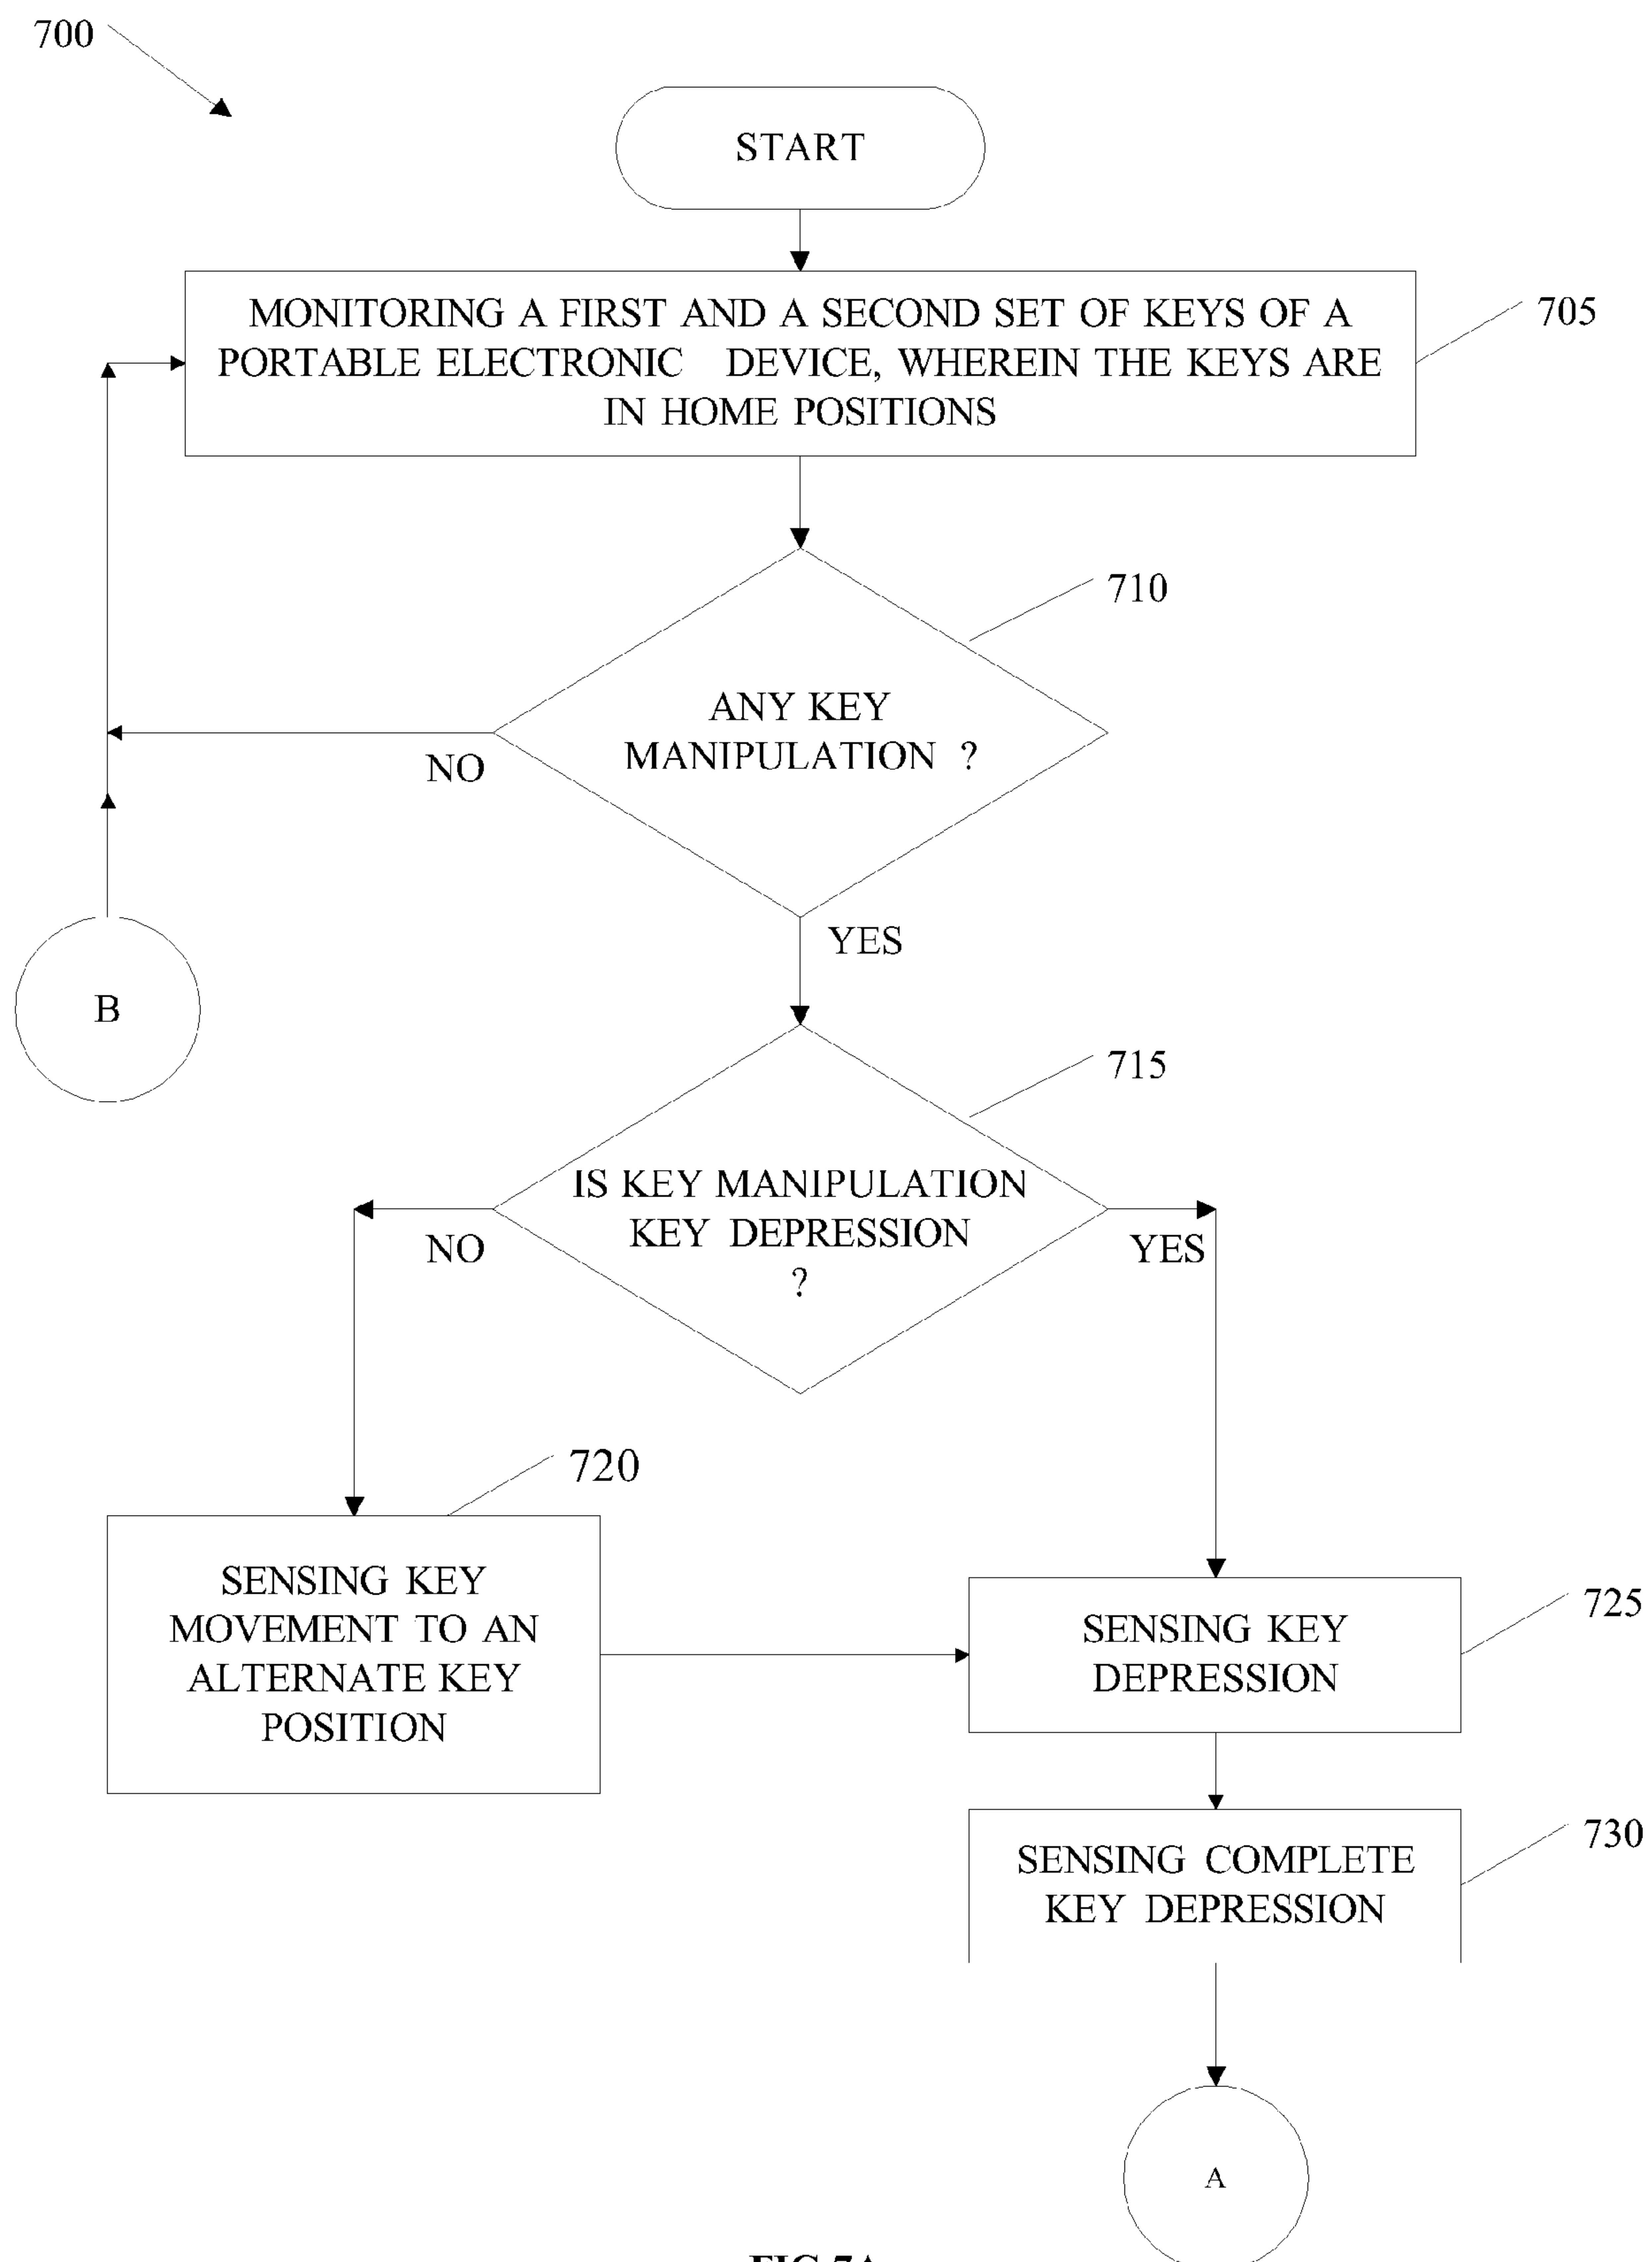 700
START
MONITORING A FIRST AND A SECOND SET OF KEYS OF A
PORTABLE ELECTRONIC DEVICE, WHEREIN THE KEYS ARE
IN HOME POSITIONS
705
710
ANY KEY
MANIPULATION ?
NO
YES
B
715
IS KEY MANIPULATION
KEY DEPRESSION
?
NO
YES
720
SENSING KEY
MOVEMENT TO AN
ALTERNATE KEY
POSITION
725
SENSING KEY
DEPRESSION
730
SENSING COMPLETE
KEY DEPRESSION
A
FIG 7A